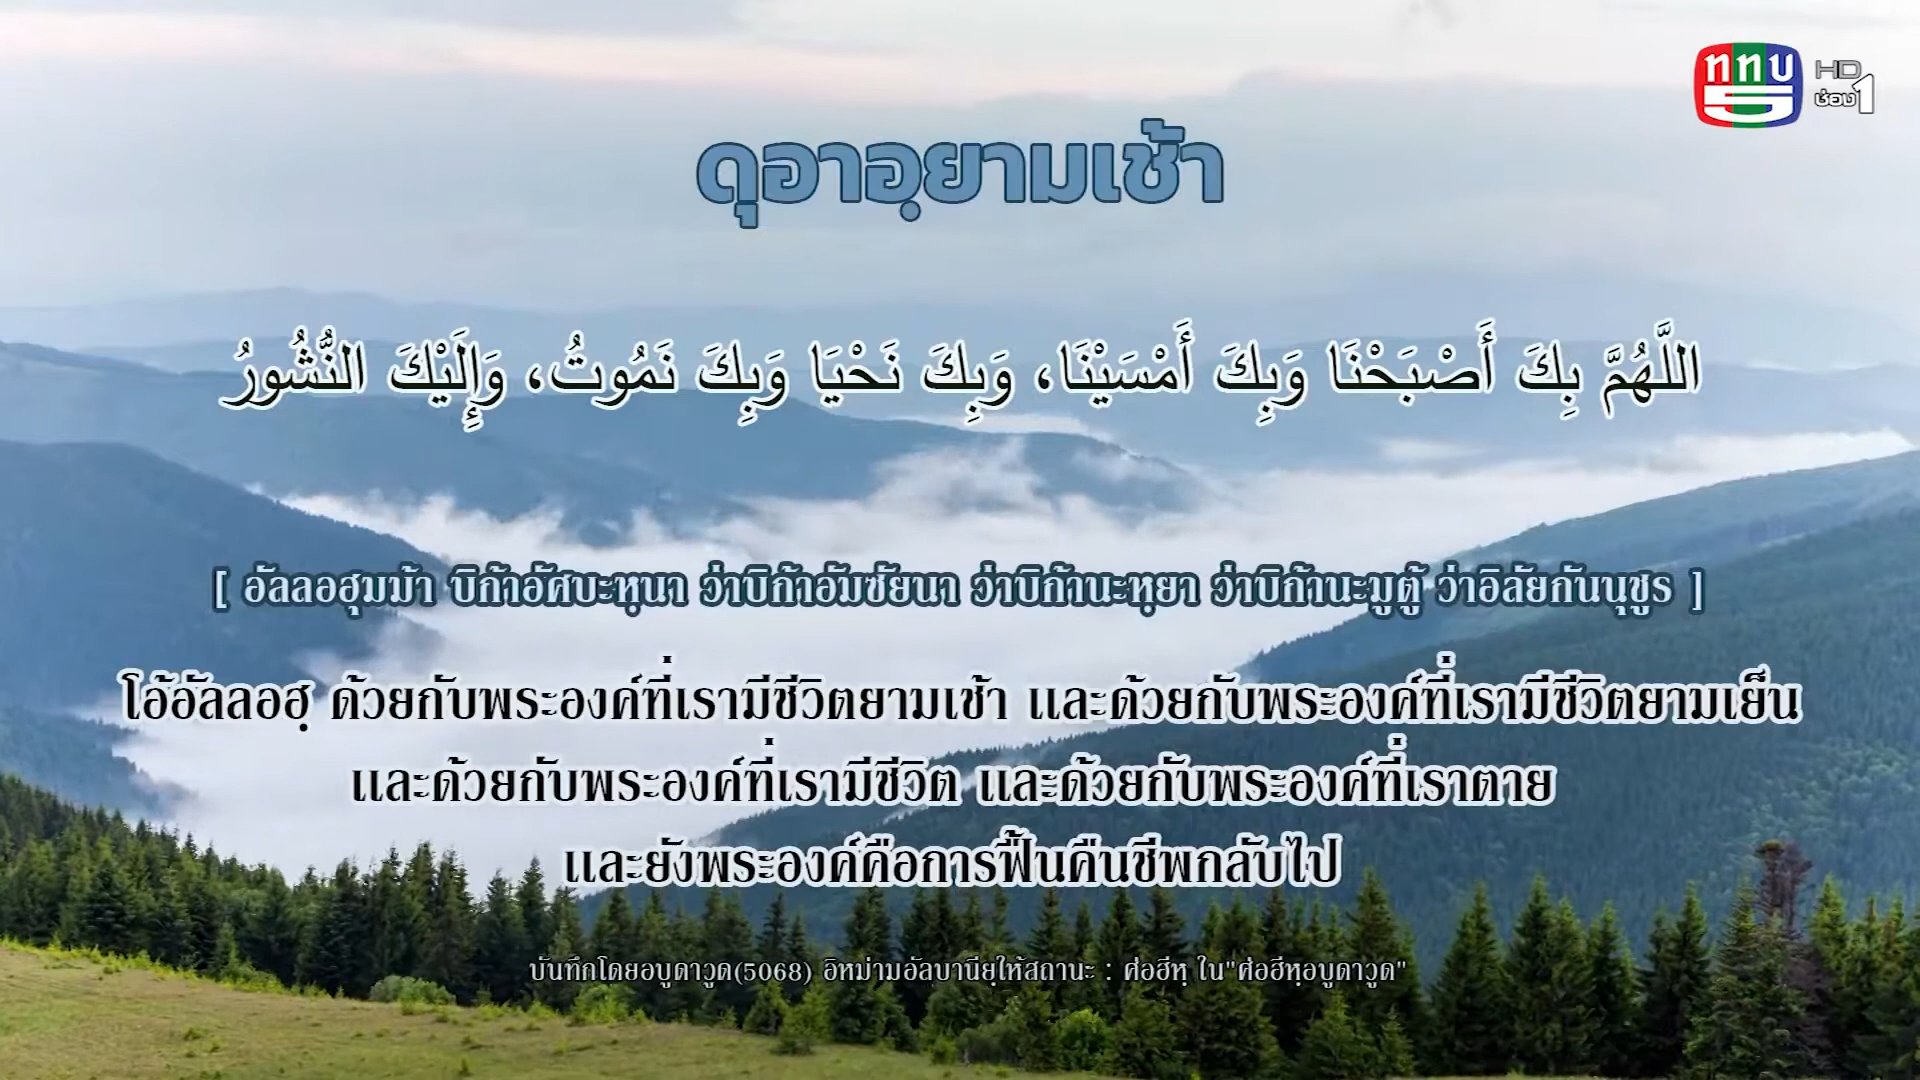 ททบ 5 HD
ช่อง 1
ดุอาอฺยามเช้า
اللَّهُمَّ بِكَ أَصْبَحْنَا وَبِكَ أَمْسَيْنَا، وَبِكَ نَحْيَا وَبِكَ نَمُوتُ، وَإِلَيْكَ النُّشُورُ
[ อัลลอฮุมม้า บิก้าอัศบะหฺนา ว่าบิก้าอัมซัยนา ว่าบิก้านะหฺยา ว่าบิก้านะมูตู้ ว่าอิลัยกันนุชูร ]
โอ้อัลลอฮฺ ด้วยกับพระองค์ที่เรามีชีวิตยามเช้า และด้วยกับพระองค์ที่เรามีชีวิตยามเย็น
และด้วยกับพระองค์ที่เรามีชีวิต และด้วยกับพระองค์ที่เราตาย
และยังพระองค์คือการฟื้นคืนชีพกลับไป
บันทึกโดยอบูดาวูด(5068) อิหม่ามอัลบานียฺให้สถานะ : ศ่อฮีหฺ ใน"ศ่อฮีหฺอบูดาวูด"